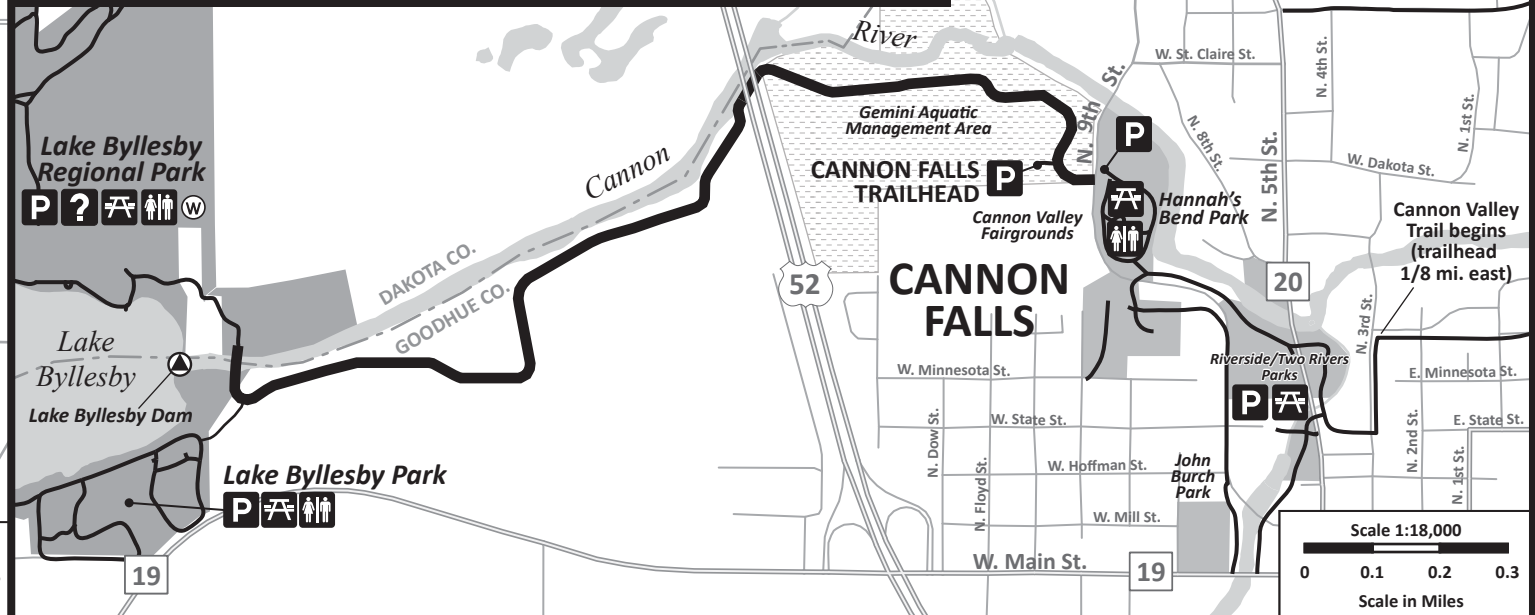 River
W. St. Claire St.
N. 4th St.
N. 1st St.
N. 9th St.
N. 8th St.
N. 5th St.
W. Dakota St.
Gemini Aquatic
Management Area
P
CANNON FALLS
TRAILHEAD
P
Cannon Valley
Fairgrounds
Hannah's
Bend Park
Lake Byllesby
Regional Park
P ? W
Cannon
DAKOTA CO.
GOODHUE CO.
52
CANNON
FALLS
20
Cannon Valley
Trail begins
(trailhead
1/8 mi. east)
N. 3rd St.
Lake
Byllesby
Lake Byllesby Dam
Riverside/Two Rivers
Parks
P
W. Minnesota St.
E. Minnesota St.
W. State St.
E. State St.
N. Dow St.
N. Floyd St.
N. 2nd St.
N. 1st St.
W. Hoffman St.
John
Burch
Park
W. Mill St.
Lake Byllesby Park
P
19
W. Main St.
19
Scale 1:18,000
0 0.1 0.2 0.3
Scale in Miles